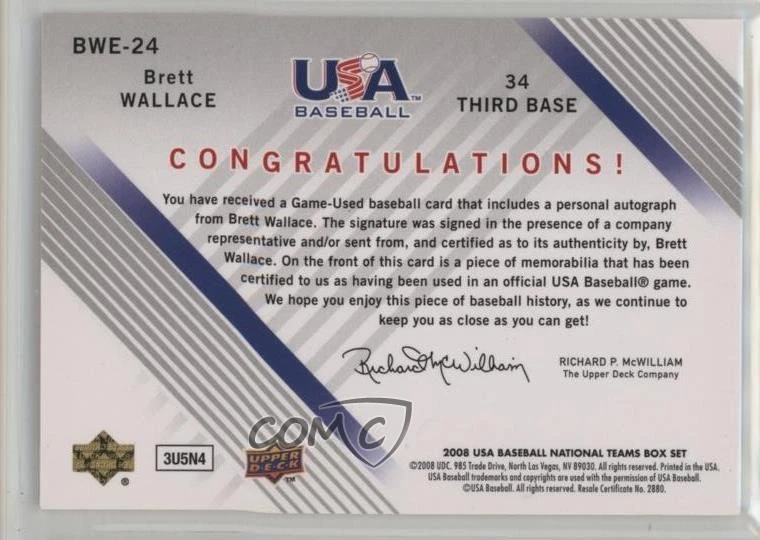 BWE-24
Brett
WALLACE
USA
BASEBALL™
34
THIRD BASE
CONGRATULATIONS!
You have received a Game-Used baseball card that includes a personal autograph
from Brett Wallace. The signature was signed in the presence of a company
representative and/or sent from, and certified as to its authenticity by, Brett
Wallace. On the front of this card is a piece of memorabilia that has been
certified to us as having been used in an official USA Baseball® game.
We hope you enjoy this piece of baseball history, as we continue to
keep you as close as you can get!
Richard McWilliam
RICHARD P. McWILLIAM
The Upper Deck Company
COMC
®
3U5N4
UPPER
DECK
™
2008 USA BASEBALL NATIONAL TEAMS BOX SET
©2008 UDC. 985 Trade Drive, North Las Vegas, NV 89030. All rights reserved. Printed in the USA.
USA Baseball trademarks and copyrights are used with the permission of USA Baseball.
©USA Baseball. All rights reserved. Resale Certificate No. 2880.